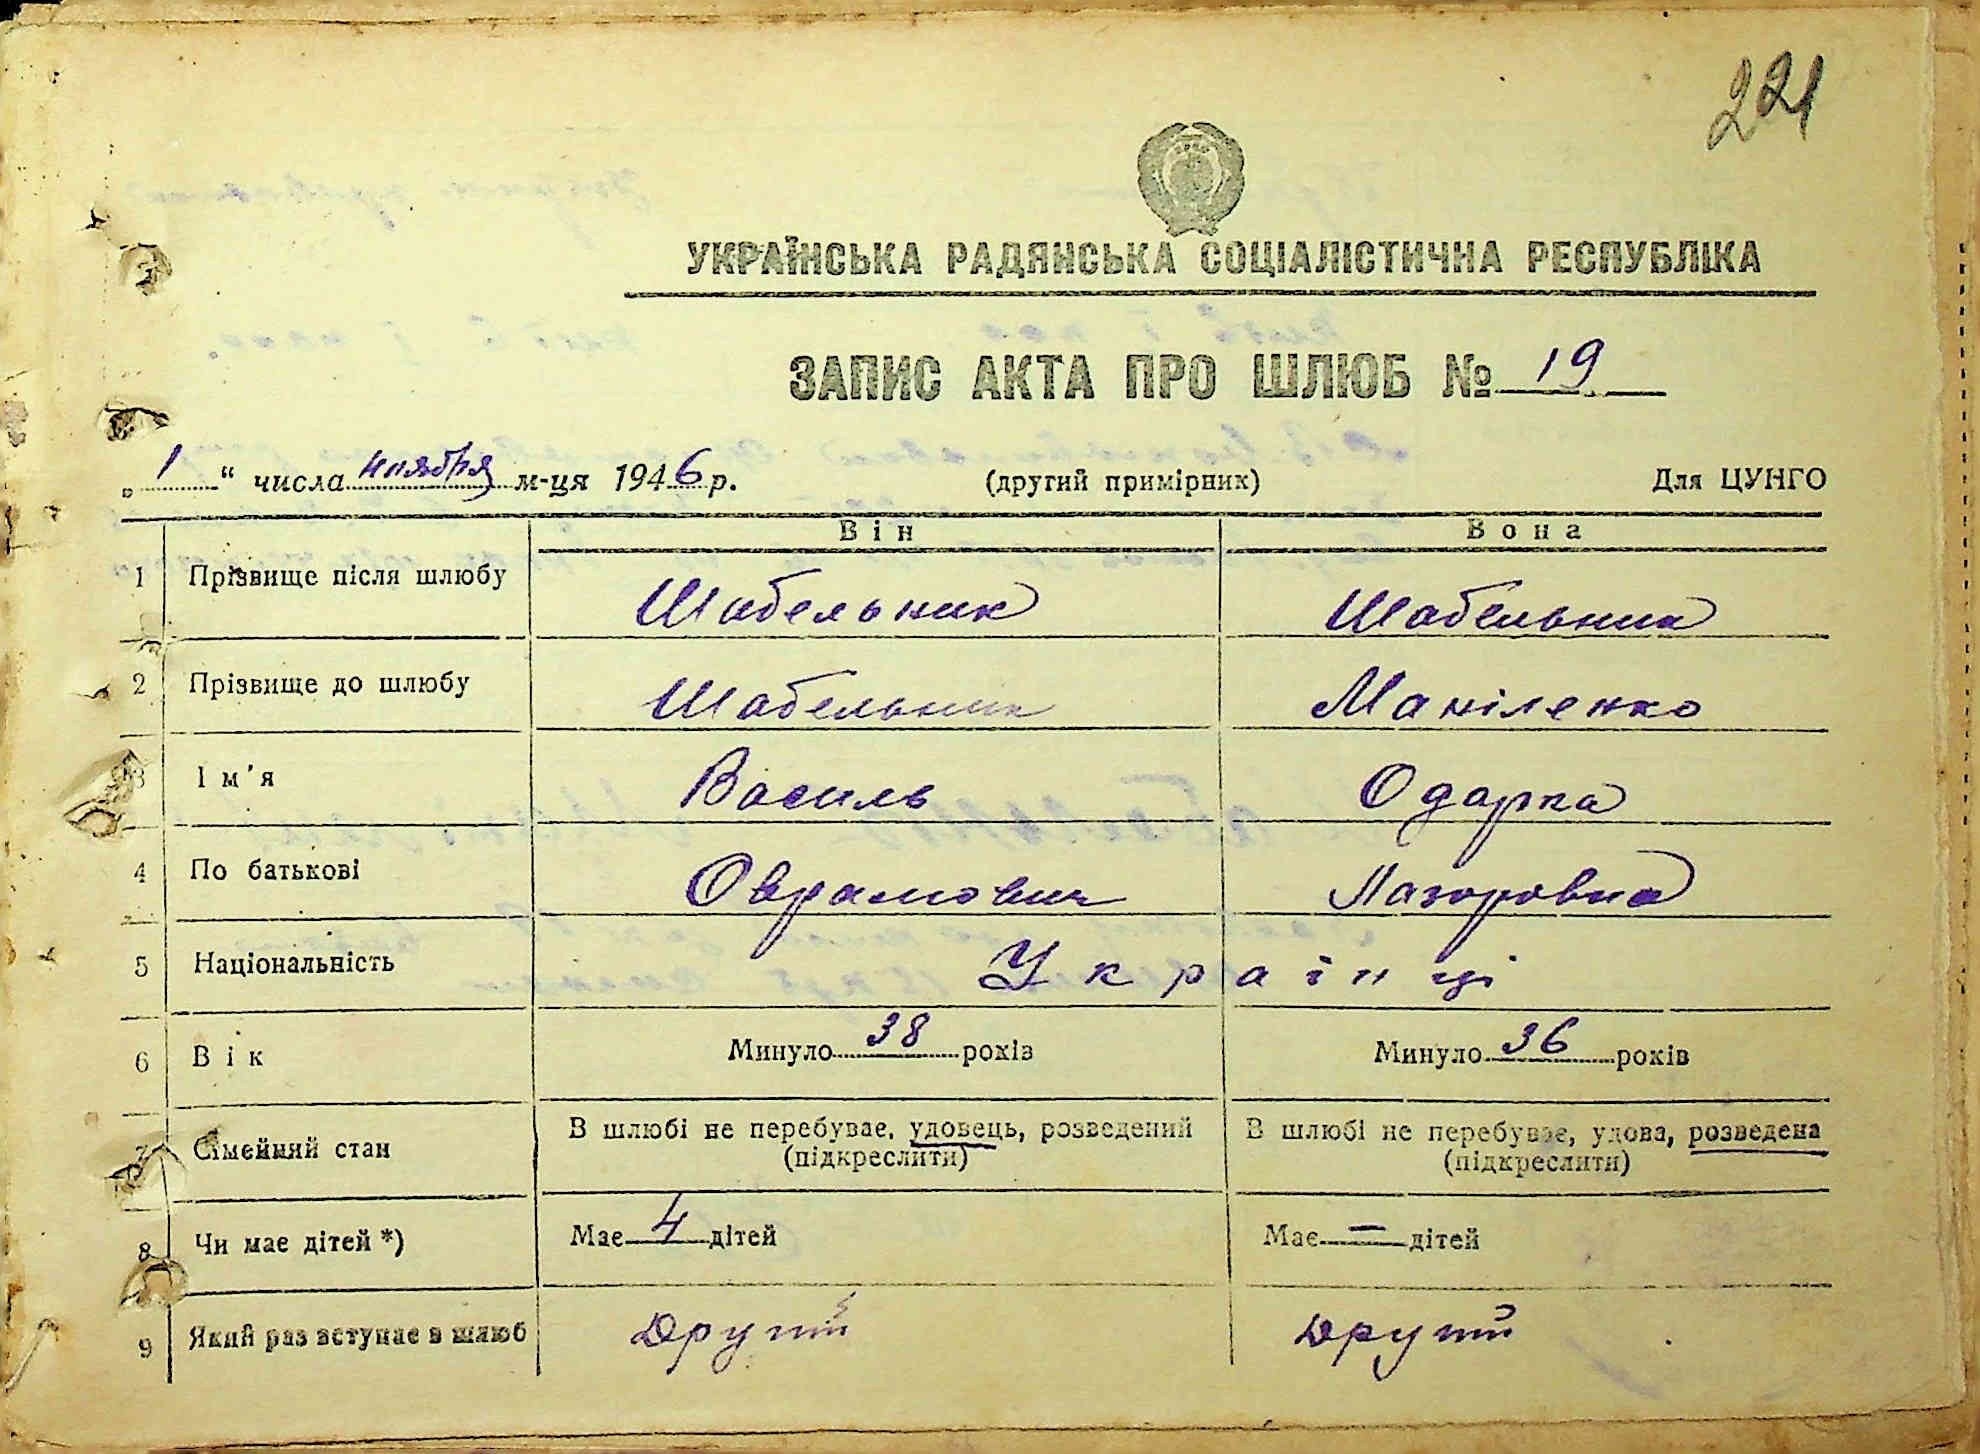 221
УКРАЇНСЬКА РАДЯНСЬКА СОЦІАЛІСТИЧНА РЕСПУБЛІКА
ЗАПИС АКТА ПРО ШЛЮБ № 19
„ 1 “ числа ноября м-ця 1946 р. (другий примірник) Для ЦУНГО
Він Вона
1 Прізвище після шлюбу Шабельник Шабельник
2 Прізвище до шлюбу Шабельник Маніленко
3 Ім'я Василь Одарка
4 По батькові Оврамович Лазоровна
5 Національність Українці
6 Вік Минуло 38 років Минуло 36 років
7 Сімейний стан В шлюбі не перебуває, удовець, розведений В шлюбі не перебуває, удова, розведена
(підкреслити) (підкреслити)
8 Чи має дітей *) Має 4 дітей Має — дітей
9 Який раз вступає в шлюб Другий Другий